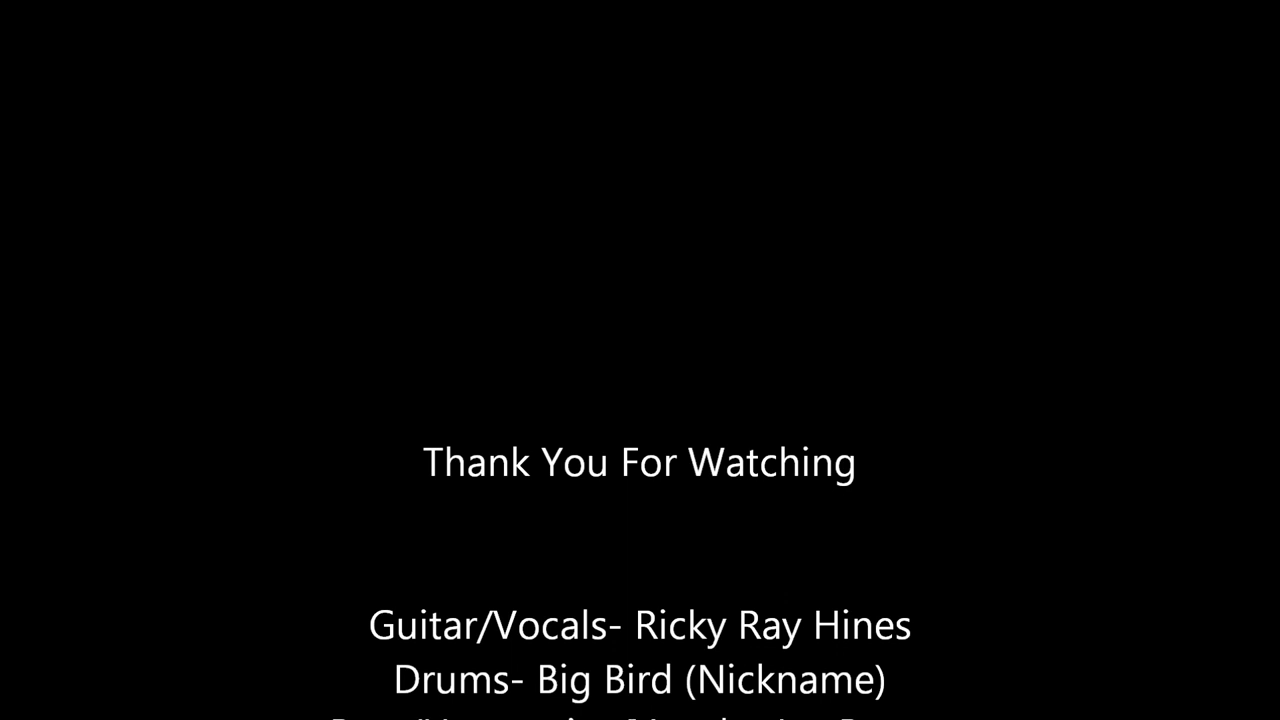 Thank You For Watching
Guitar/Vocals- Ricky Ray Hines
Drums- Big Bird (Nickname)